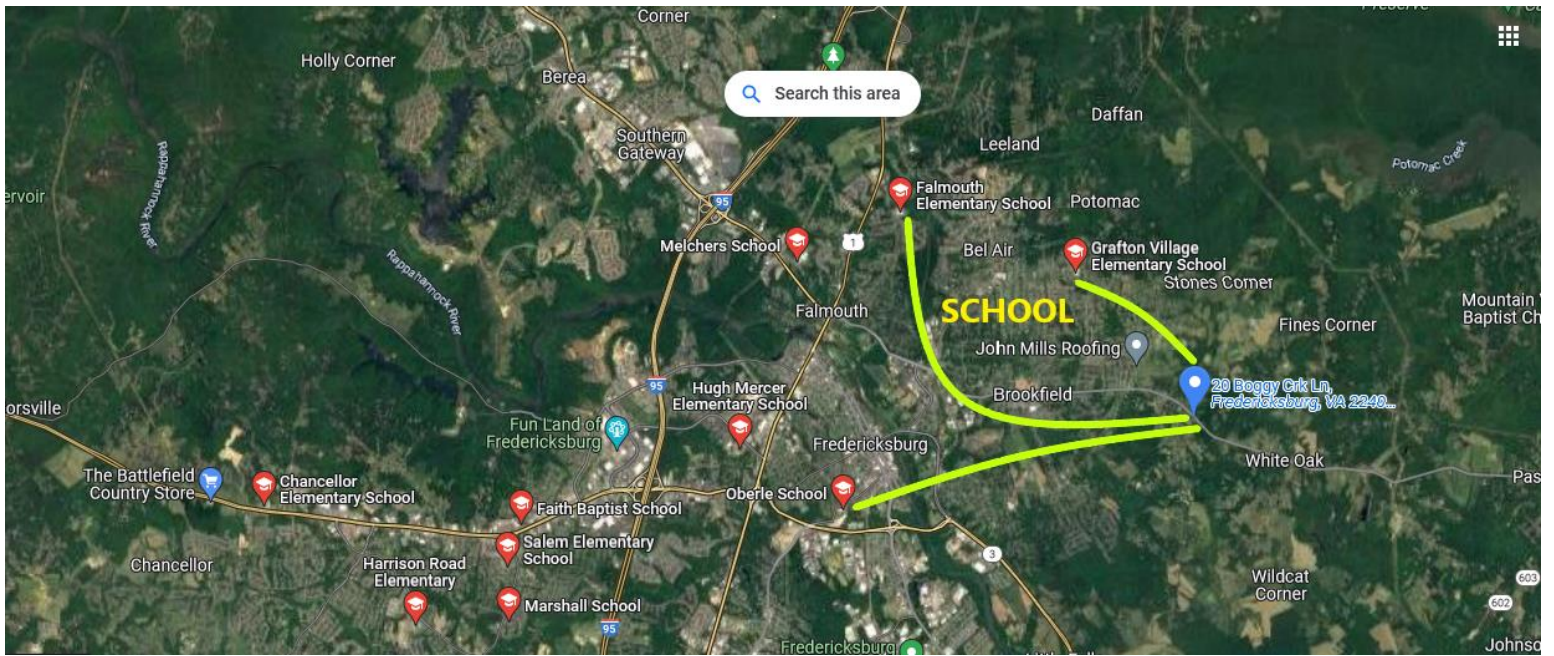 Corner
Preserve
Holly Corner
Berea
Search this area
Daffan
Southern
Gateway
Leeland
Potomac Creek
Rappahannock
River
ervoir
95
Falmouth
Elementary School
Potomac
Melchers School
1
Bel Air
Grafton Village
Elementary School
Stones Corner
Rappahannock
River
Falmouth
SCHOOL
Mountain
Baptist Ch
Fines Corner
John Mills Roofing
95
Hugh Mercer
Elementary School
Brookfield
20 Boggy Crk Ln,
Fredericksburg, VA 2240...
orsville
Fun Land of
Fredericksburg
Fredericksburg
White Oak
The Battlefield
Country Store
Chancellor
Elementary School
Oberle School
Pas
Faith Baptist School
Salem Elementary
School
3
Chancellor
Harrison Road
Elementary
Wildcat
Corner
603
Marshall School
602
95
Fredericksburg
Johnso